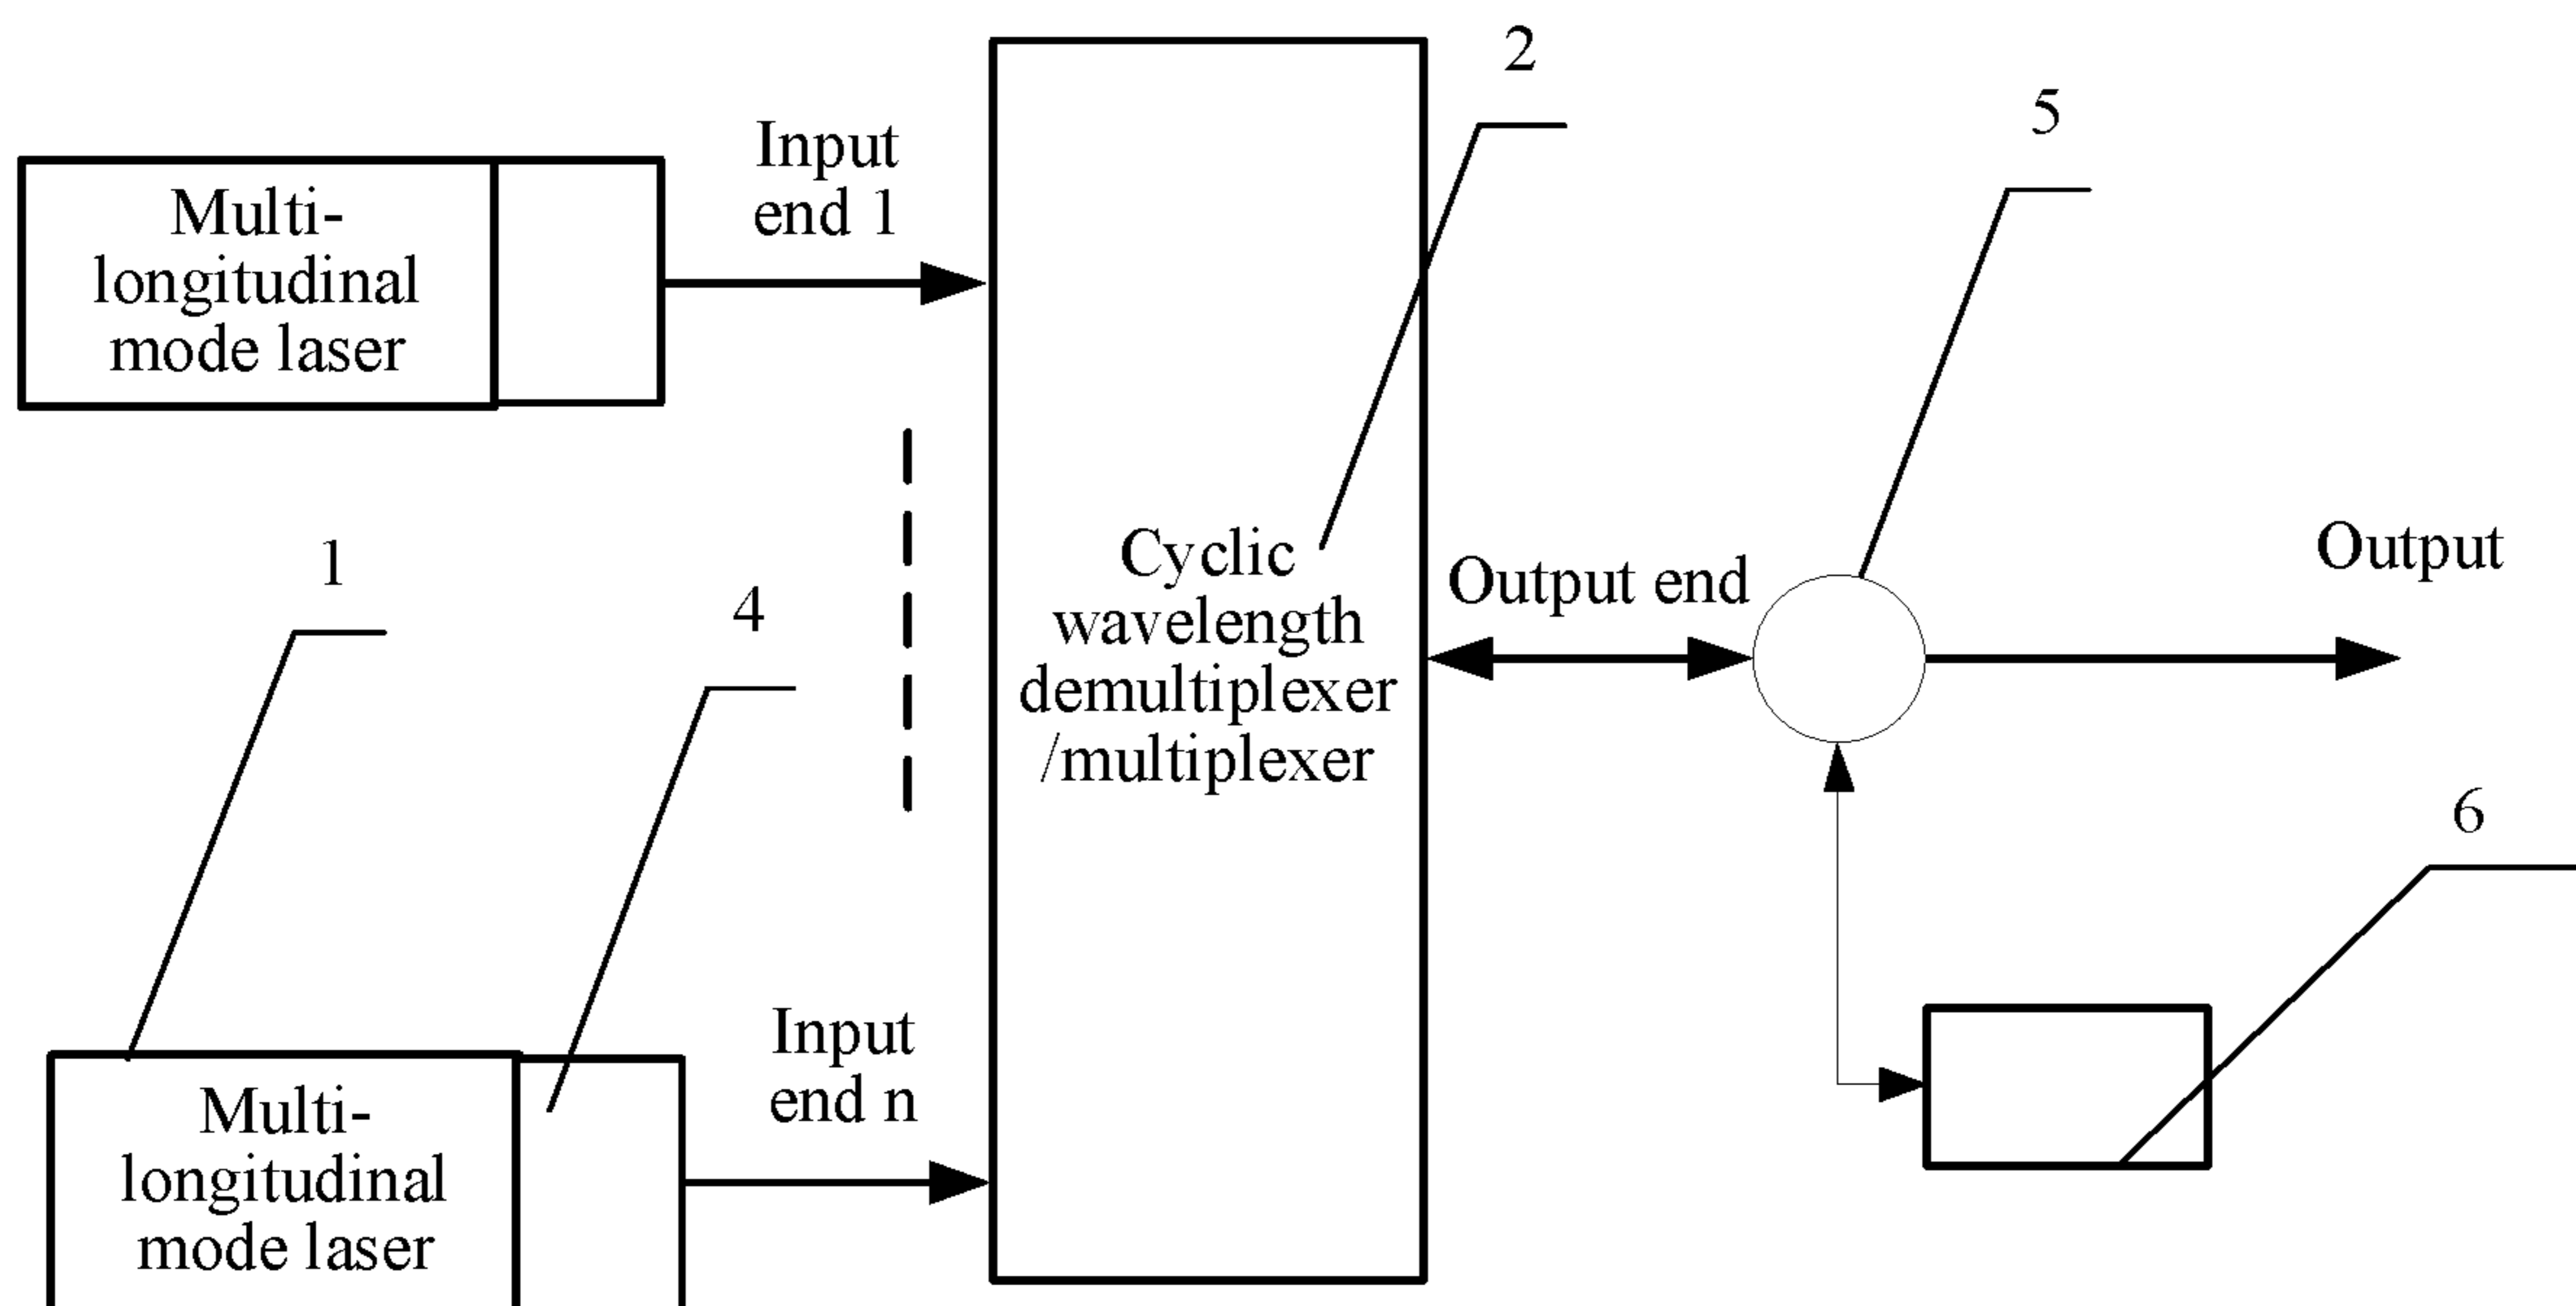 2
5
Input
end 1
Multi-
longitudinal
mode laser
1
4
Cyclic
wavelength
demultiplexer
/multiplexer
Output end
Output
6
Input
end n
Multi-
longitudinal
mode laser